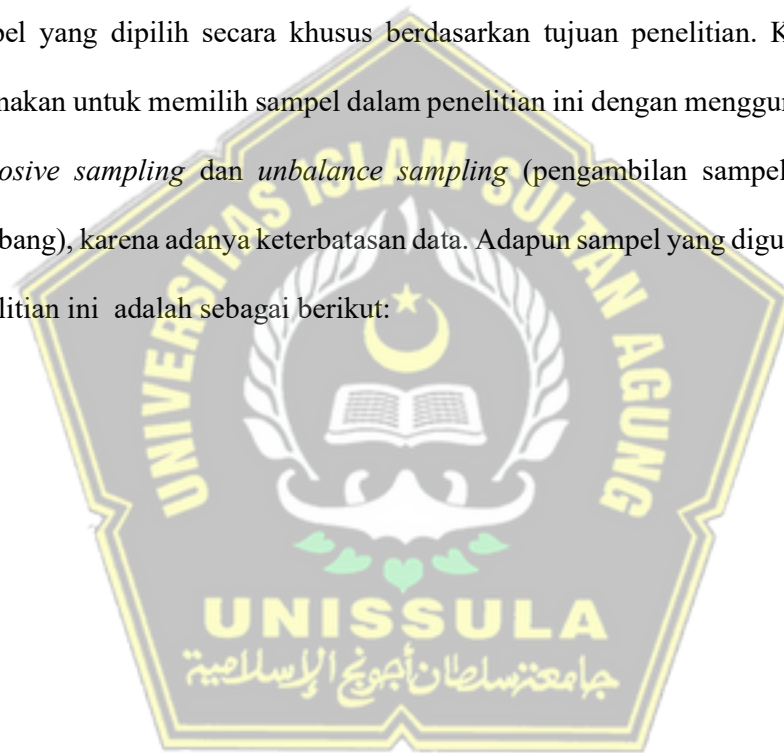 bel yang dipilih secara khusus berdasarkan tujuan penelitian. K
nakan untuk memilih sampel dalam penelitian ini dengan menggu
osive sampling dan unbalance sampling (pengambilan sampel
bang), karena adanya keterbatasan data. Adapun sampel yang digu
litian ini adalah sebagai berikut:
UNIVERSITAS ISLAM SULTAN AGUNG
UNISSULA
جامعة سلطان أجونج الإسلامية